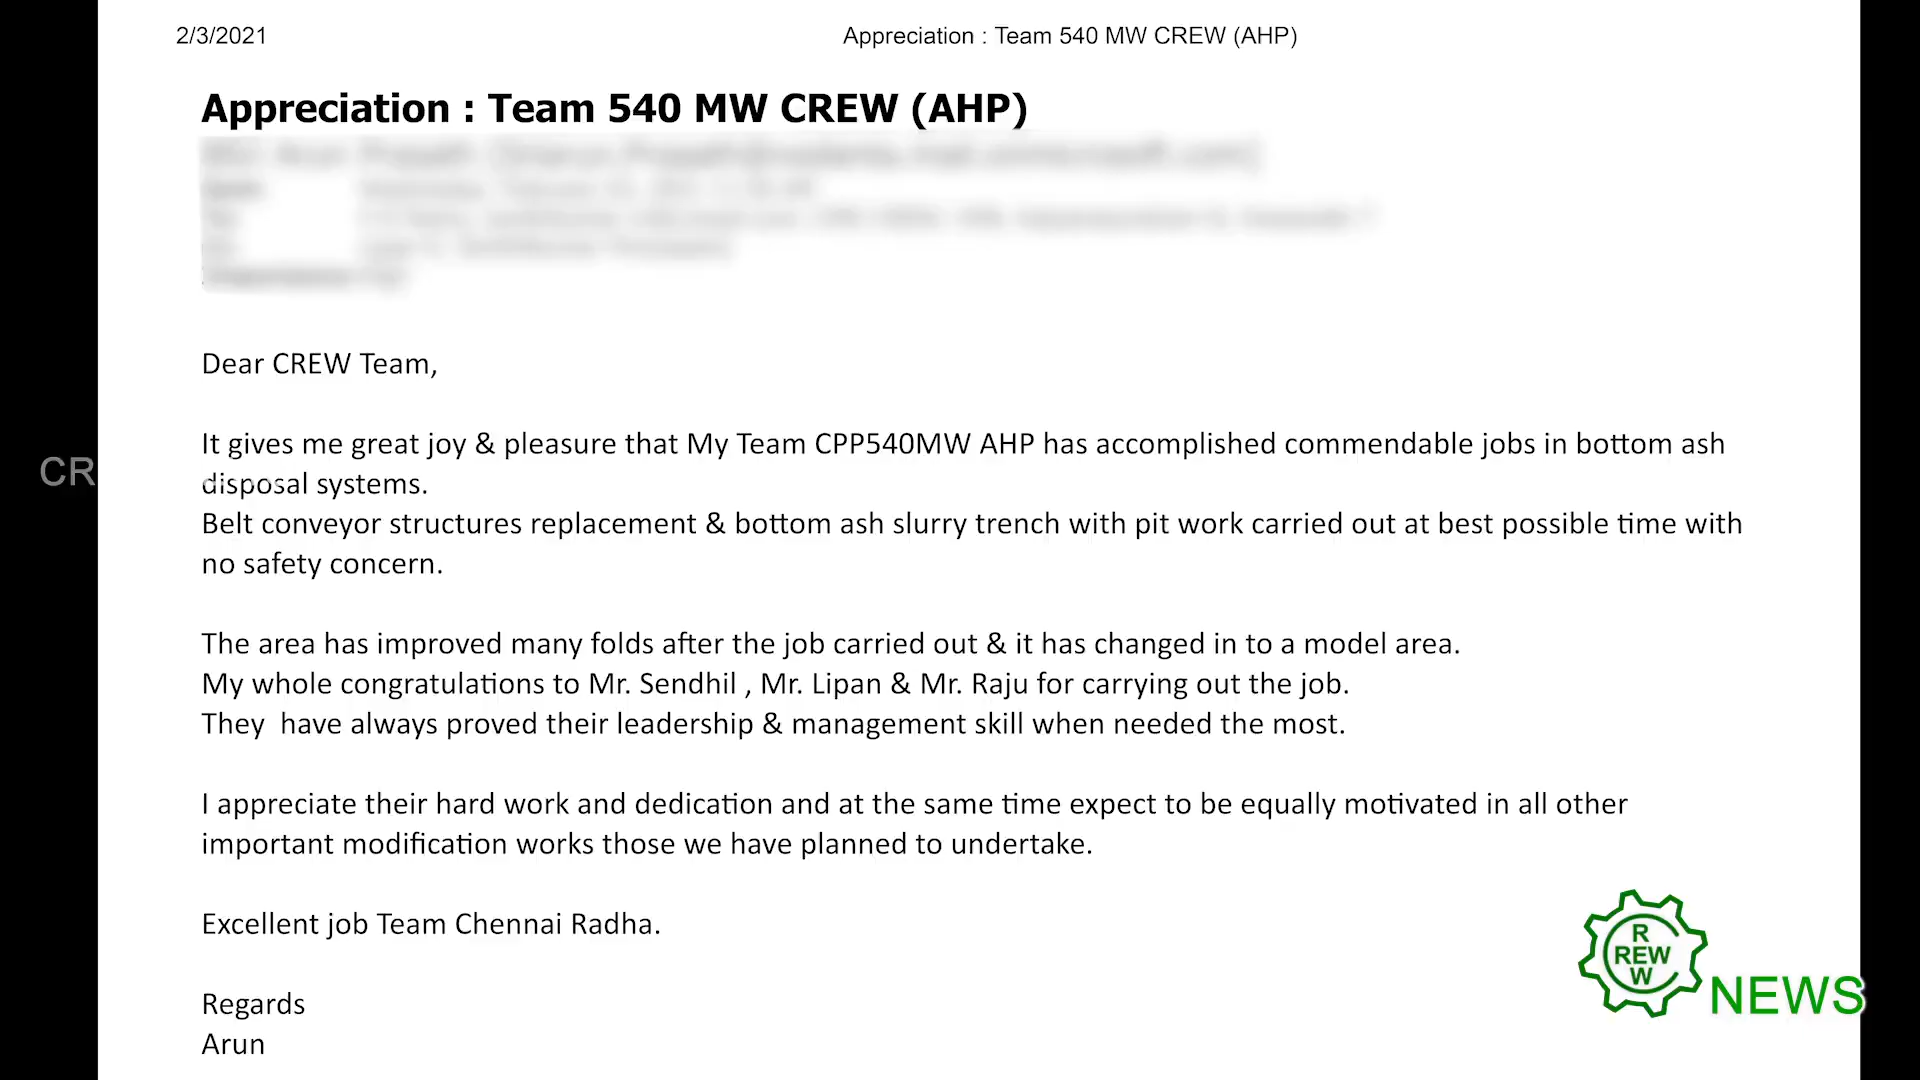 2/3/2021 Appreciation : Team 540 MW CREW (AHP)
Appreciation : Team 540 MW CREW (AHP)
Dear CREW Team,
It gives me great joy & pleasure that My Team CPP540MW AHP has accomplished commendable jobs in bottom ash
CR
disposal systems.
Belt conveyor structures replacement & bottom ash slurry trench with pit work carried out at best possible time with
no safety concern.
The area has improved many folds after the job carried out & it has changed in to a model area.
My whole congratulations to Mr. Sendhil , Mr. Lipan & Mr. Raju for carrying out the job.
They  have always proved their leadership & management skill when needed the most.
I appreciate their hard work and dedication and at the same time expect to be equally motivated in all other
important modification works those we have planned to undertake.
Excellent job Team Chennai Radha.
Regards
Arun
R
REW
W
NEWS